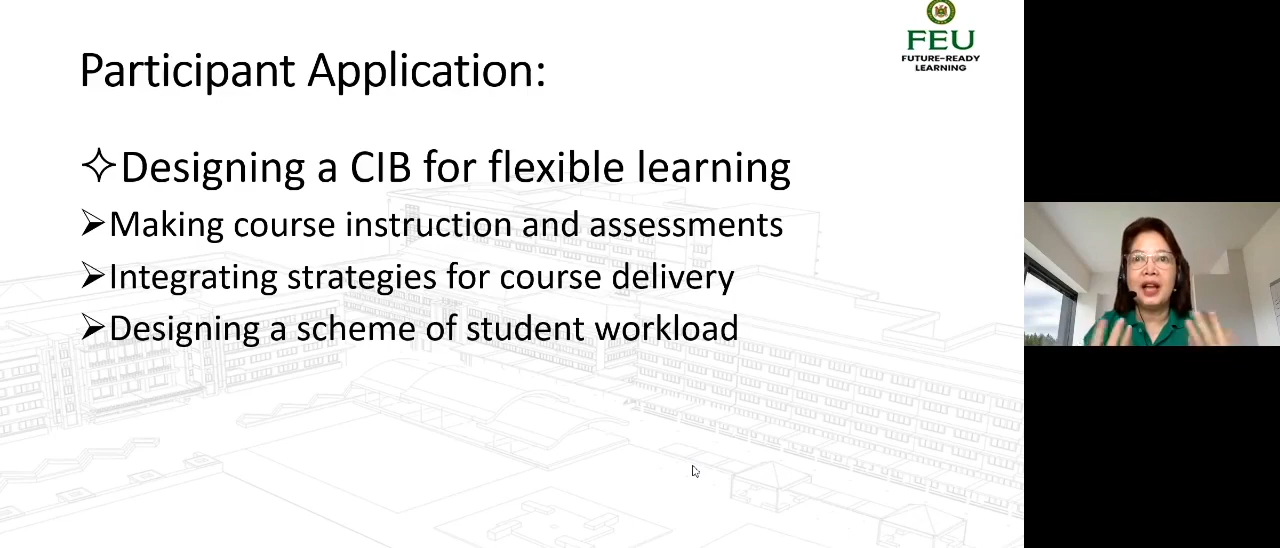 FEU
FUTURE-READY
LEARNING
Participant Application:
Designing a CIB for flexible learning
Making course instruction and assessments
Integrating strategies for course delivery
Designing a scheme of student workload